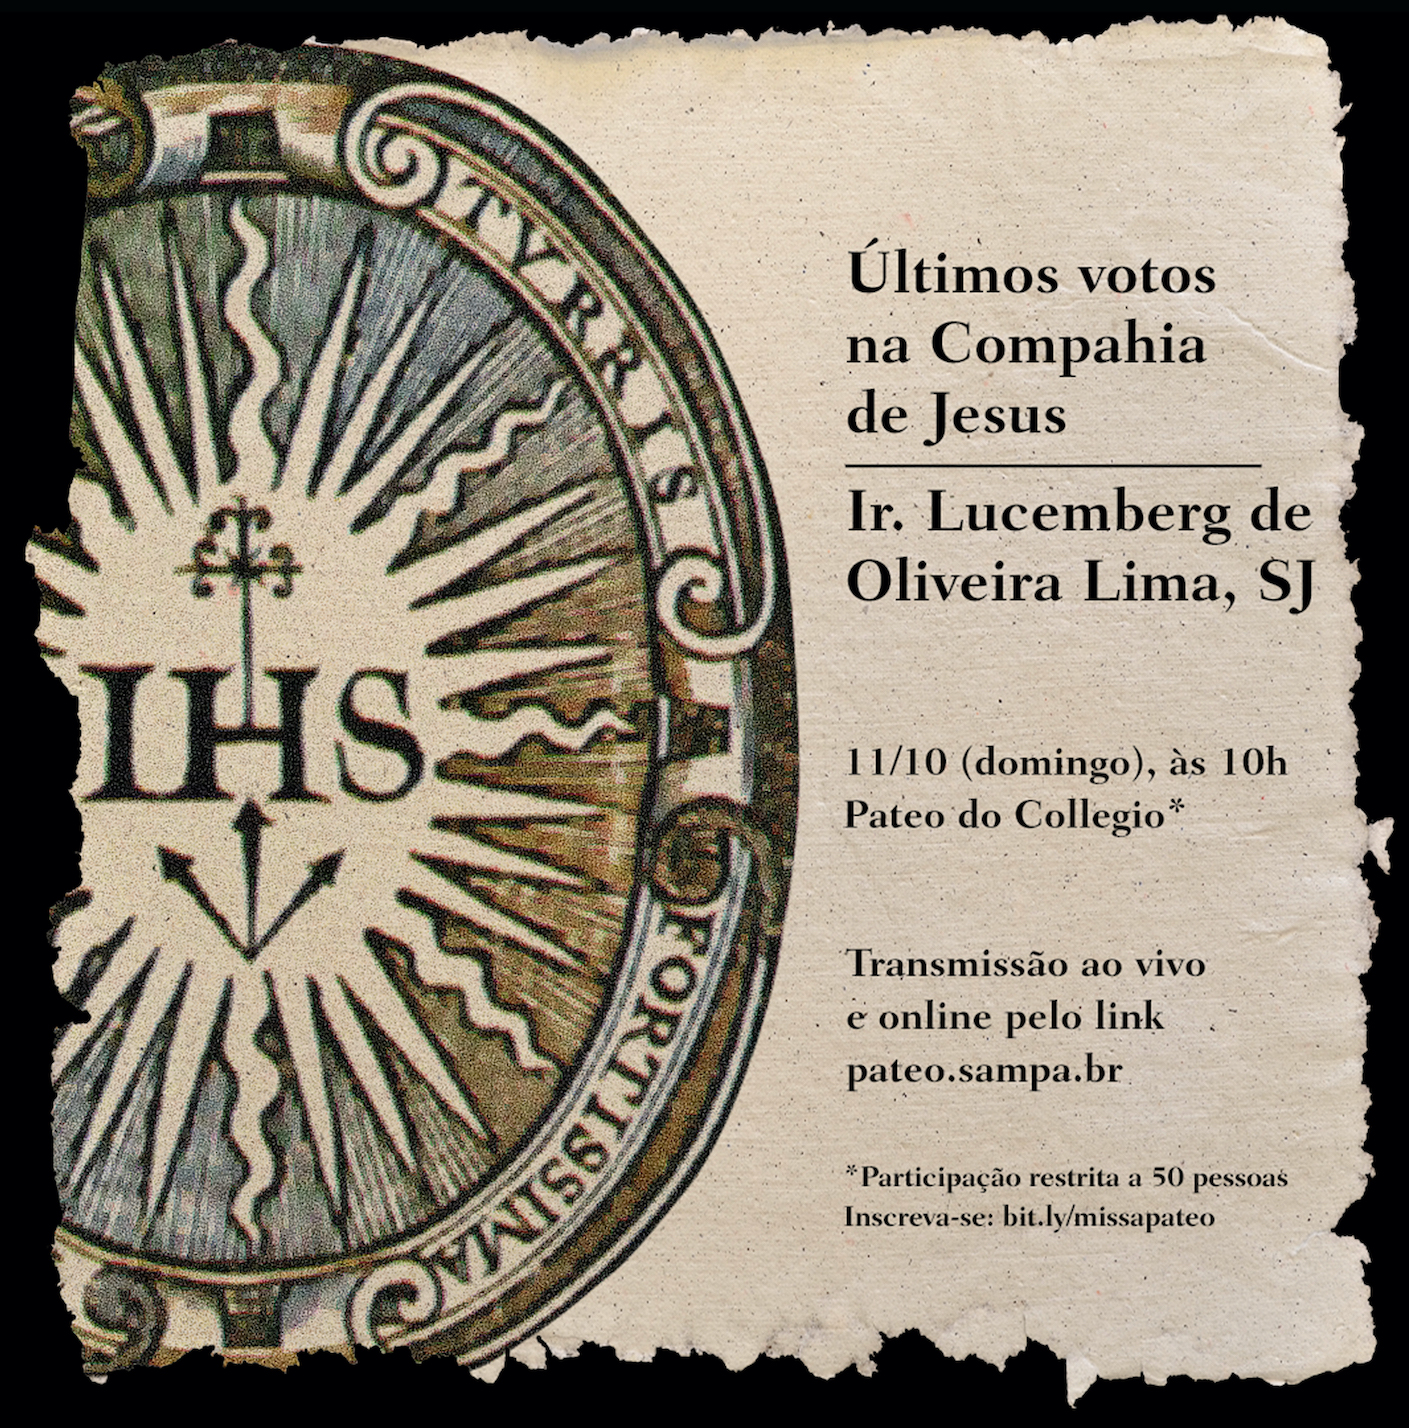 TVRRIS
IHS
FORTISSIMA
Últimos votos
na Compahia
de Jesus
Ir. Lucemberg de
Oliveira Lima, SJ
11/10 (domingo), às 10h
Pateo do Collegio*
Transmissão ao vivo
e online pelo link
pateo.sampa.br
*Participação restrita a 50 pessoas
Inscreva-se: bit.ly/missapateo